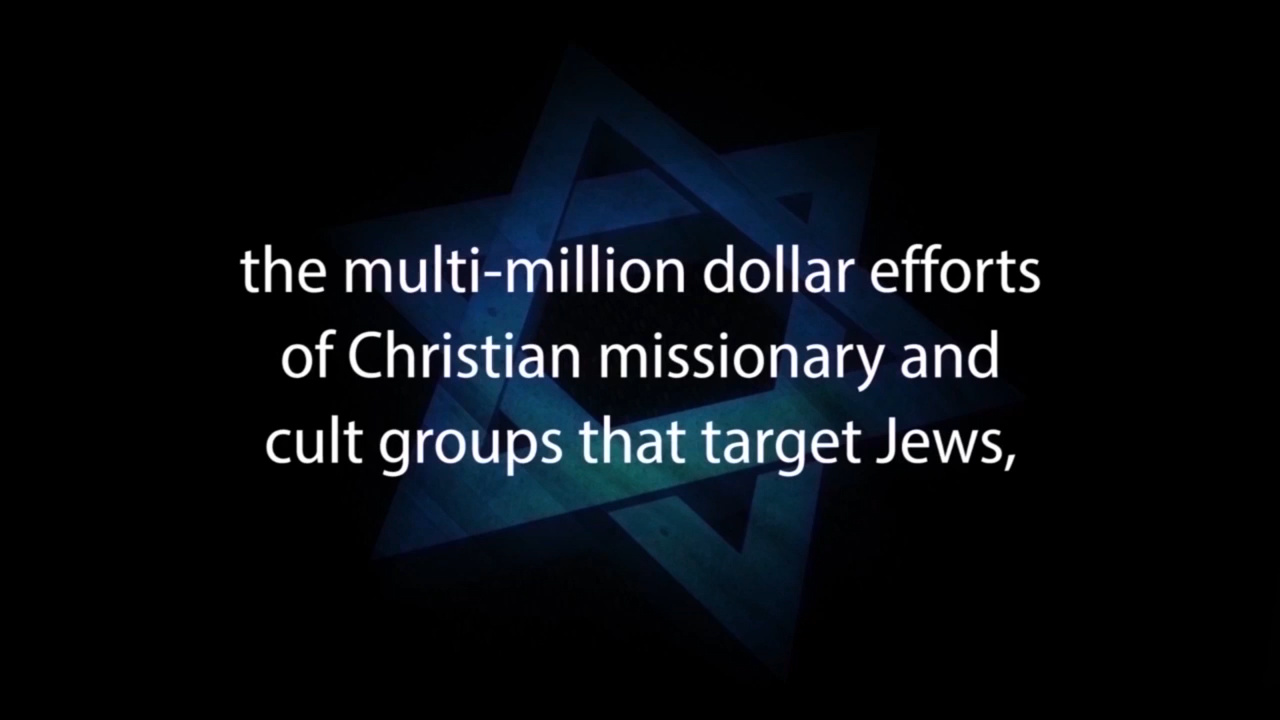 the multi-million dollar efforts
of Christian missionary and
cult groups that target Jews,